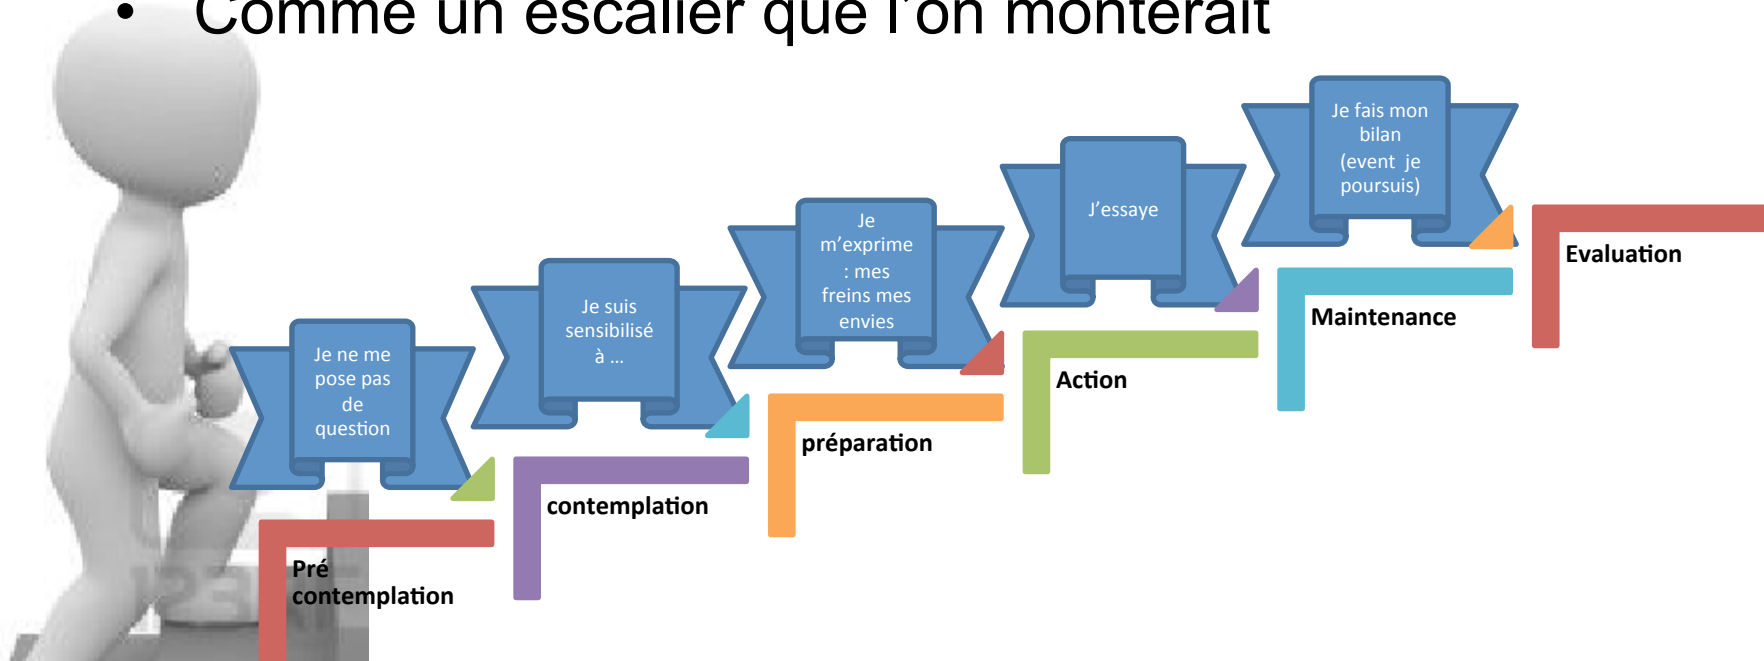 • Comme un escalier que l’on monterait
Je ne me
pose pas
de
question
Pré
contemplation
Je suis
sensibilisé
à ...
contemplation
Je
m’exprime
: mes
freins mes
envies
préparation
J’essaye
Action
Je fais mon
bilan
(event je
poursuis)
Maintenance
Evaluation